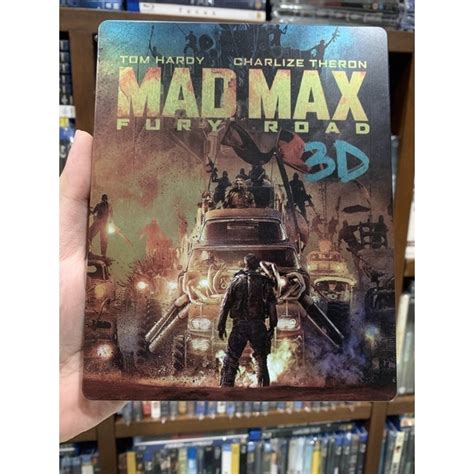 TOM HARDY CHARLIZE THERON
MAD MAX
FURY ROAD
3D